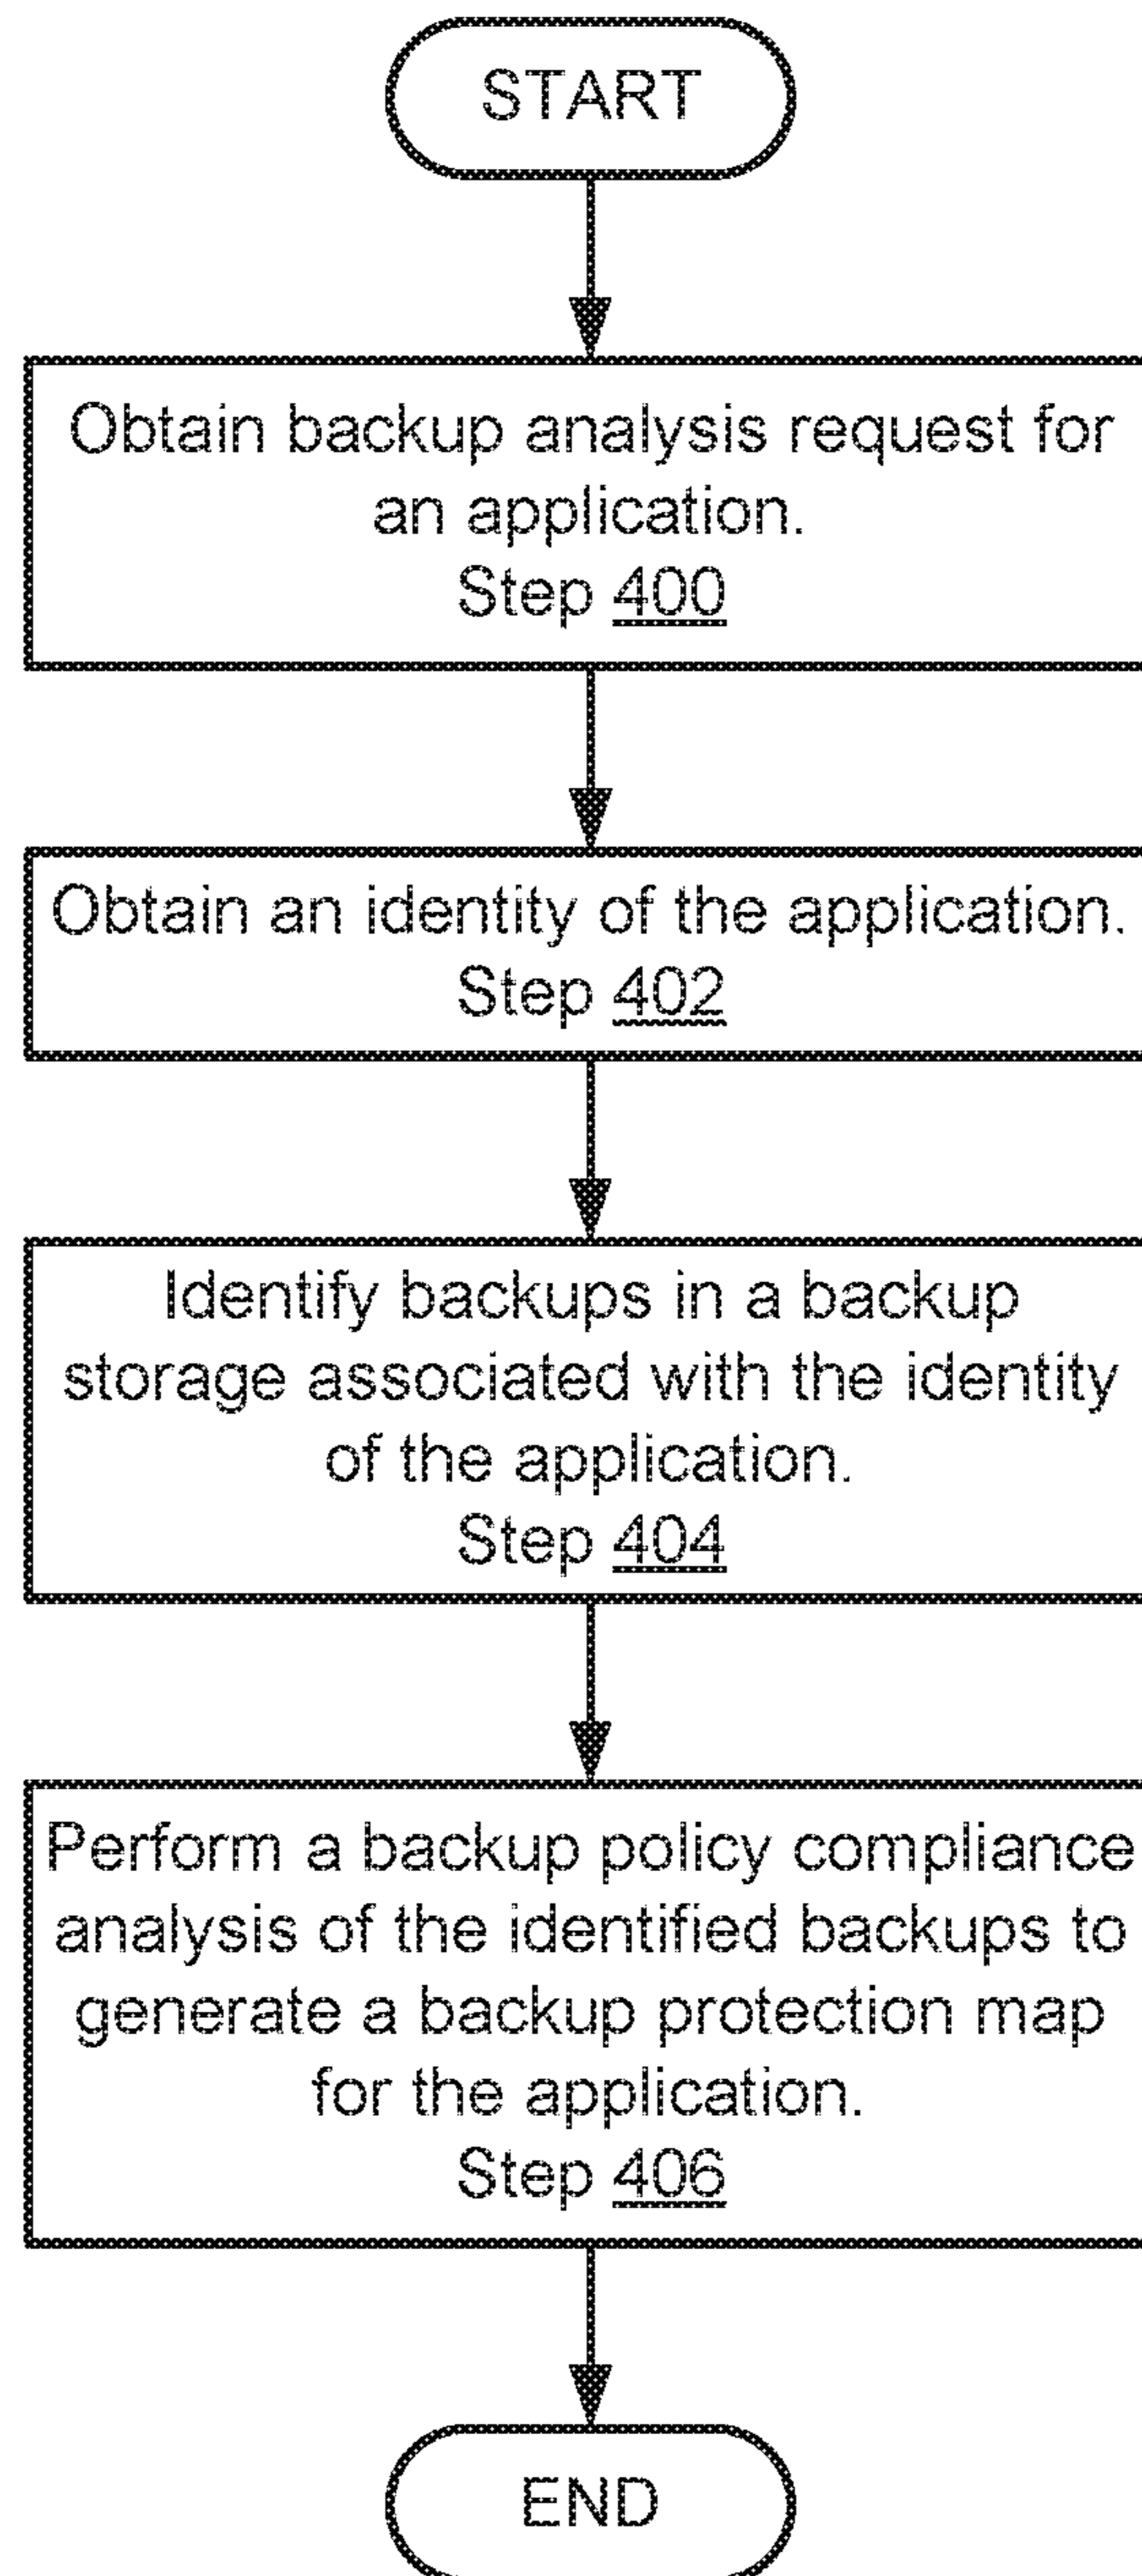 START
Obtain backup analysis request for
an application.
Step 400
Obtain an identity of the application.
Step 402
Identify backups in a backup
storage associated with the identity
of the application.
Step 404
Perform a backup policy compliance
analysis of the identified backups to
generate a backup protection map
for the application.
Step 406
END